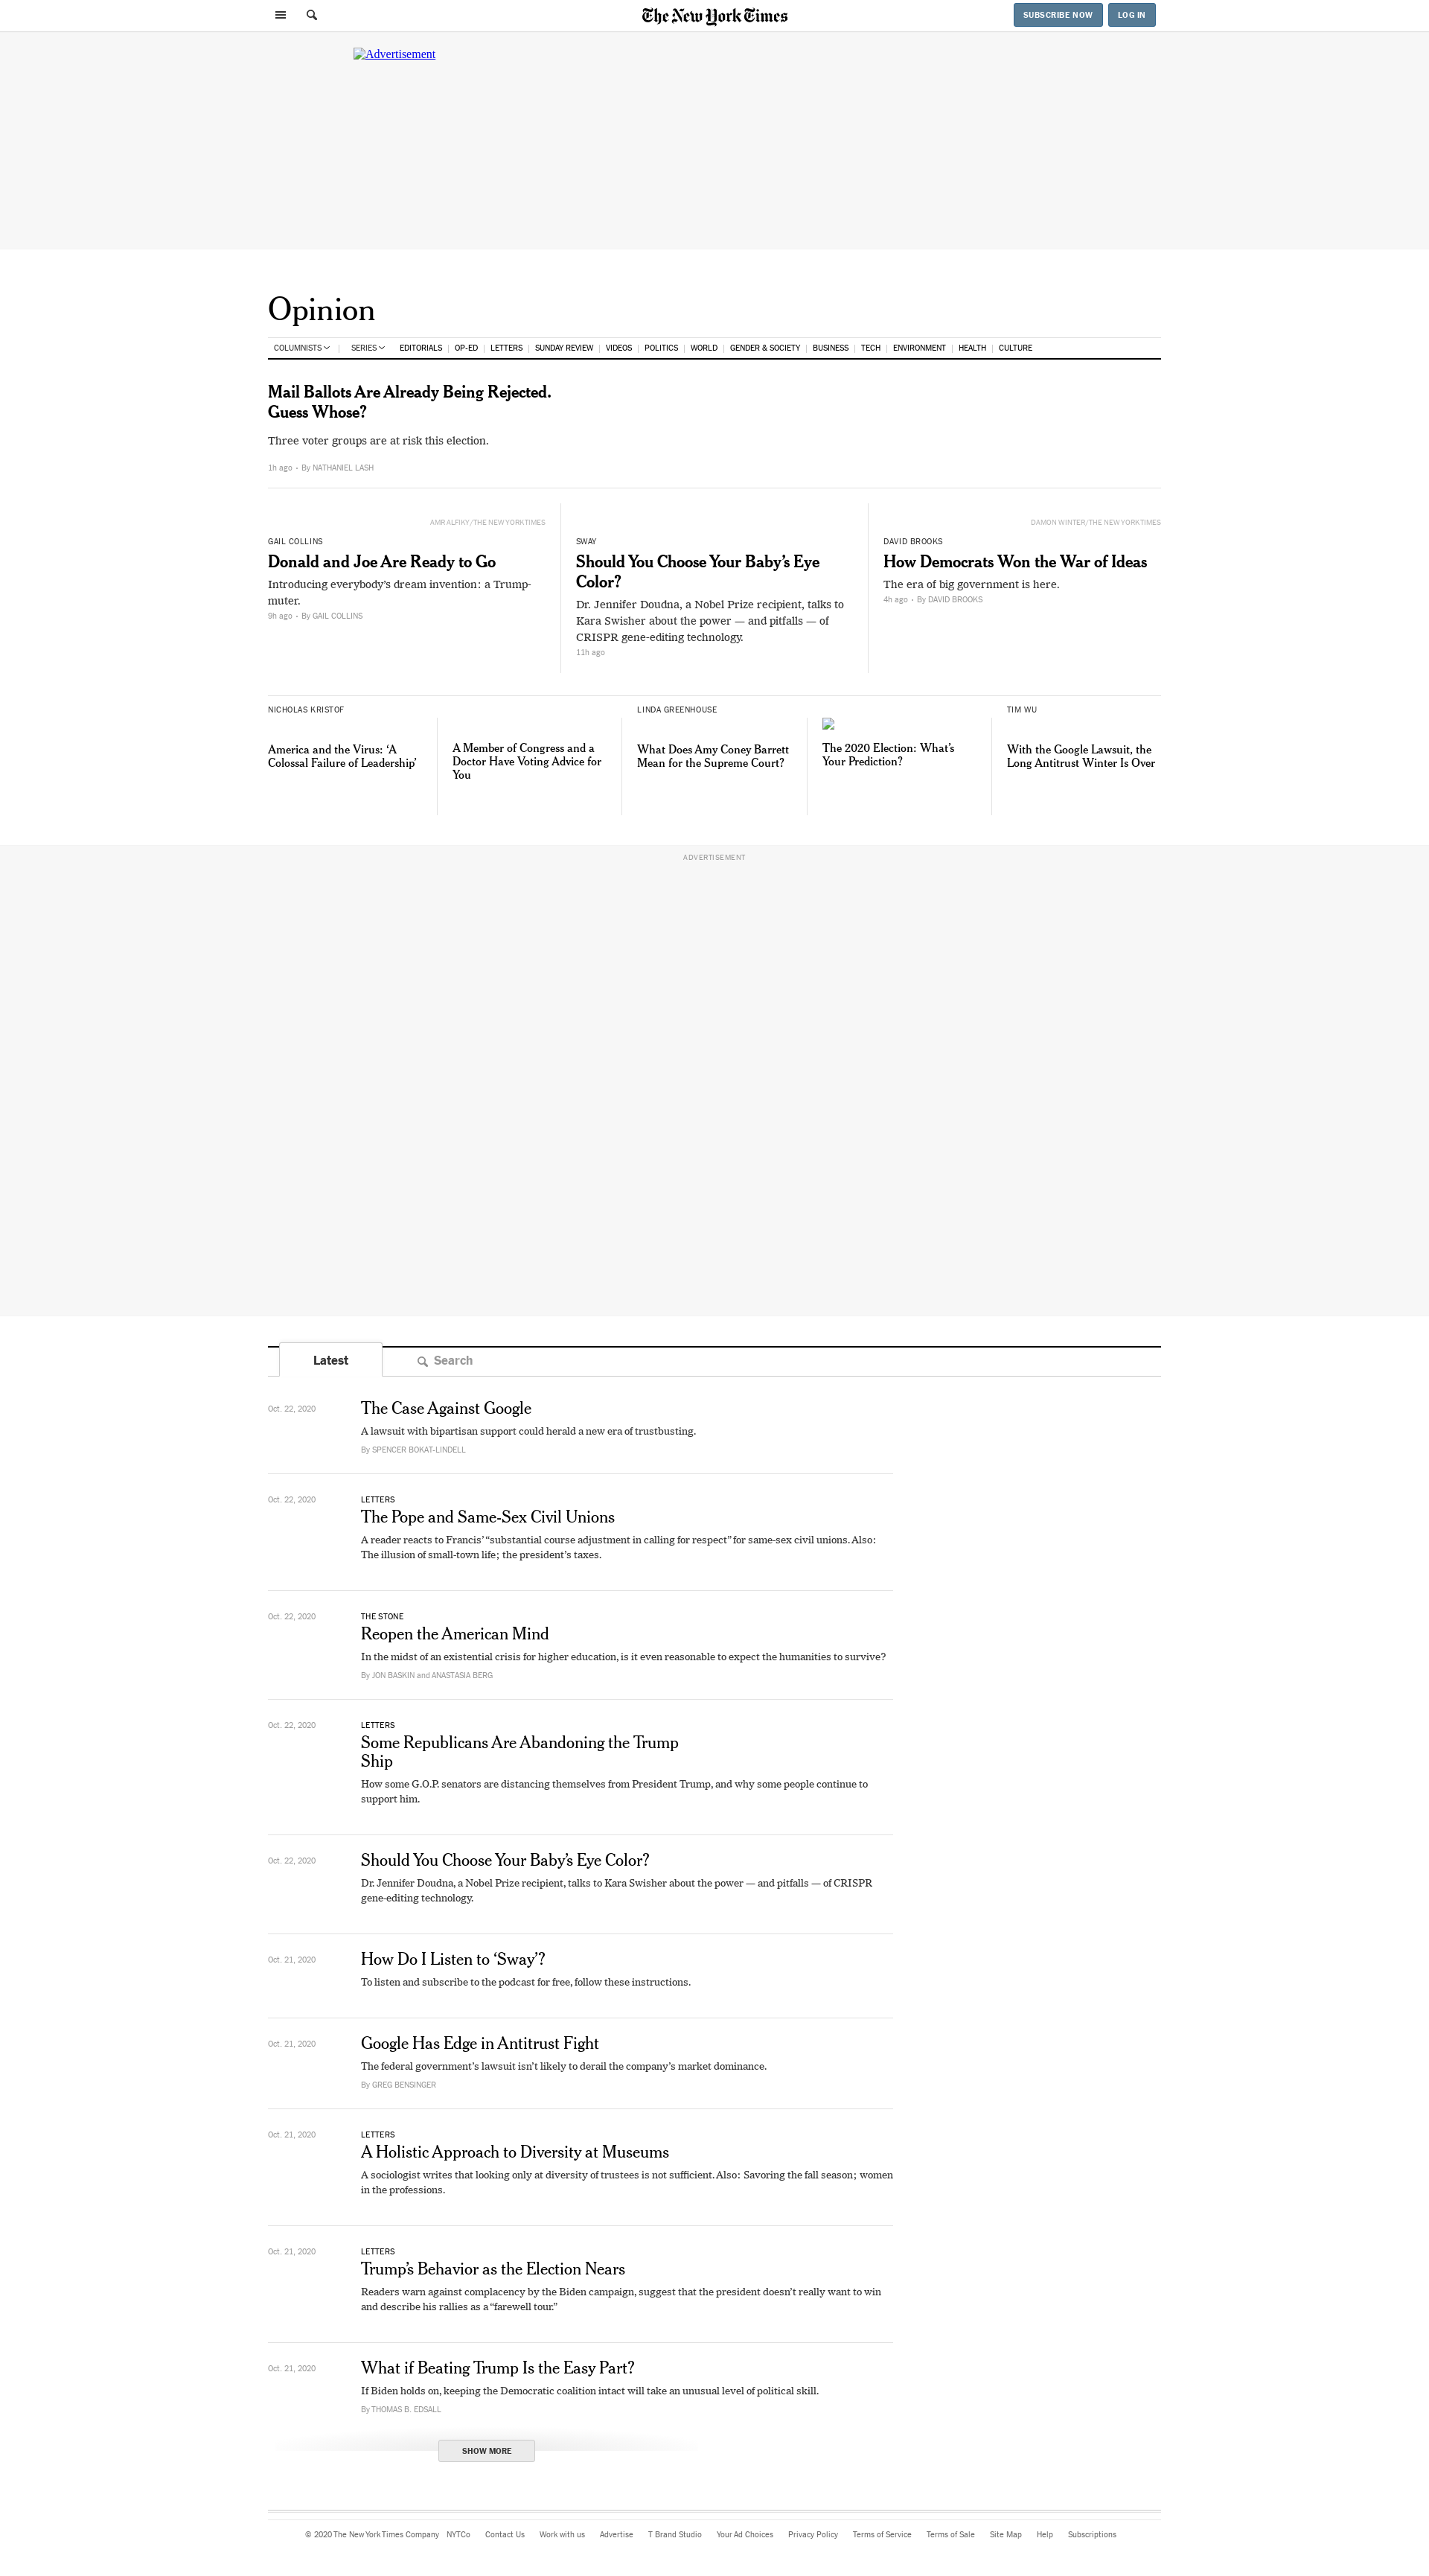 The New York Times
SUBSCRIBE NOW
LOG IN
Advertisement
Opinion
COLUMNISTS
SERIES
EDITORIALS
OP-ED
LETTERS
SUNDAY REVIEW
VIDEOS
POLITICS
WORLD
GENDER & SOCIETY
BUSINESS
TECH
ENVIRONMENT
HEALTH
CULTURE
Mail Ballots Are Already Being Rejected.
Guess Whose?
Three voter groups are at risk this election.
1h ago • By NATHANIEL LASH
AMR ALFIKY/THE NEW YORK TIMES
GAIL COLLINS
Donald and Joe Are Ready to Go
Introducing everybody’s dream invention: a Trump-
muter.
9h ago • By GAIL COLLINS
SWAY
Should You Choose Your Baby’s Eye
Color?
Dr. Jennifer Doudna, a Nobel Prize recipient, talks to
Kara Swisher about the power — and pitfalls — of
CRISPR gene-editing technology.
11h ago
DAMON WINTER/THE NEW YORK TIMES
DAVID BROOKS
How Democrats Won the War of Ideas
The era of big government is here.
4h ago • By DAVID BROOKS
NICHOLAS KRISTOF
America and the Virus: ‘A
Colossal Failure of Leadership’
A Member of Congress and a
Doctor Have Voting Advice for
You
LINDA GREENHOUSE
What Does Amy Coney Barrett
Mean for the Supreme Court?
The 2020 Election: What’s
Your Prediction?
TIM WU
With the Google Lawsuit, the
Long Antitrust Winter Is Over
ADVERTISEMENT
Latest
Search
Oct. 22, 2020
The Case Against Google
A lawsuit with bipartisan support could herald a new era of trustbusting.
By SPENCER BOKAT-LINDELL
Oct. 22, 2020
LETTERS
The Pope and Same-Sex Civil Unions
A reader reacts to Francis’ “substantial course adjustment in calling for respect” for same-sex civil unions. Also:
The illusion of small-town life; the president’s taxes.
Oct. 22, 2020
THE STONE
Reopen the American Mind
In the midst of an existential crisis for higher education, is it even reasonable to expect the humanities to survive?
By JON BASKIN and ANASTASIA BERG
Oct. 22, 2020
LETTERS
Some Republicans Are Abandoning the Trump
Ship
How some G.O.P. senators are distancing themselves from President Trump, and why some people continue to
support him.
Oct. 22, 2020
Should You Choose Your Baby’s Eye Color?
Dr. Jennifer Doudna, a Nobel Prize recipient, talks to Kara Swisher about the power — and pitfalls — of CRISPR
gene-editing technology.
Oct. 21, 2020
How Do I Listen to ‘Sway’?
To listen and subscribe to the podcast for free, follow these instructions.
Oct. 21, 2020
Google Has Edge in Antitrust Fight
The federal government’s lawsuit isn’t likely to derail the company’s market dominance.
By GREG BENSINGER
Oct. 21, 2020
LETTERS
A Holistic Approach to Diversity at Museums
A sociologist writes that looking only at diversity of trustees is not sufficient. Also: Savoring the fall season; women
in the professions.
Oct. 21, 2020
LETTERS
Trump’s Behavior as the Election Nears
Readers warn against complacency by the Biden campaign, suggest that the president doesn’t really want to win
and describe his rallies as a “farewell tour.”
Oct. 21, 2020
What if Beating Trump Is the Easy Part?
If Biden holds on, keeping the Democratic coalition intact will take an unusual level of political skill.
By THOMAS B. EDSALL
SHOW MORE
© 2020 The New York Times Company NYTCo Contact Us Work with us Advertise T Brand Studio Your Ad Choices Privacy Policy Terms of Service Terms of Sale Site Map Help Subscriptions